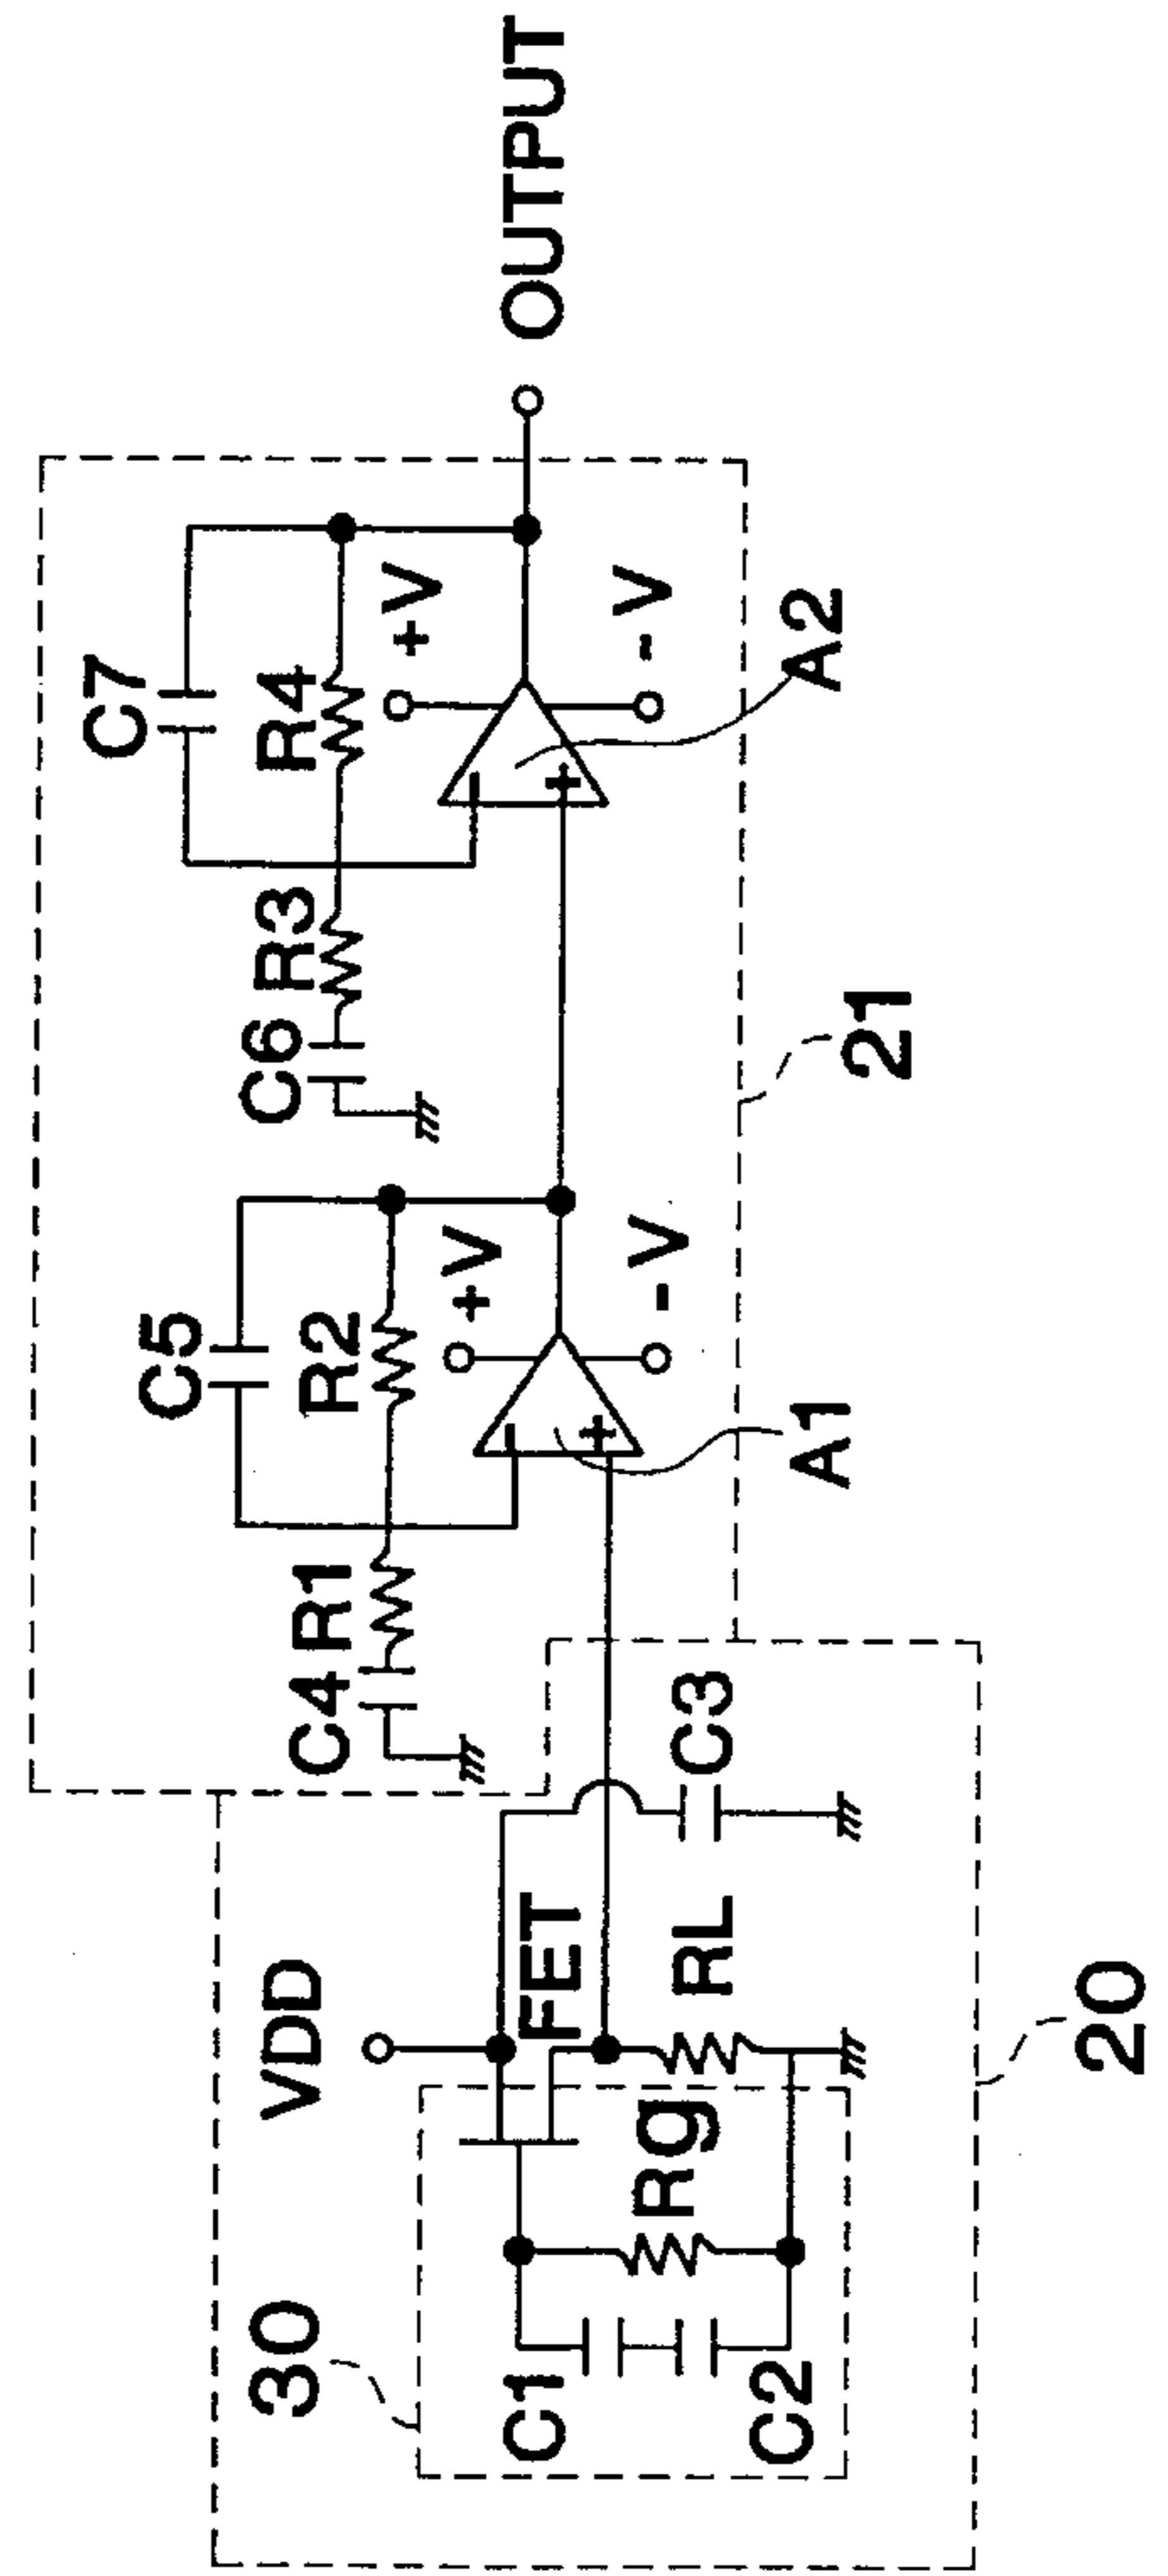 30
C1
C2
Rg
VDD
FET
RL
C3
20
C4
R1
C5
R2
+V
-V
-
+
A1
21
C6
R3
C7
R4
+V
-V
-
+
A2
OUTPUT